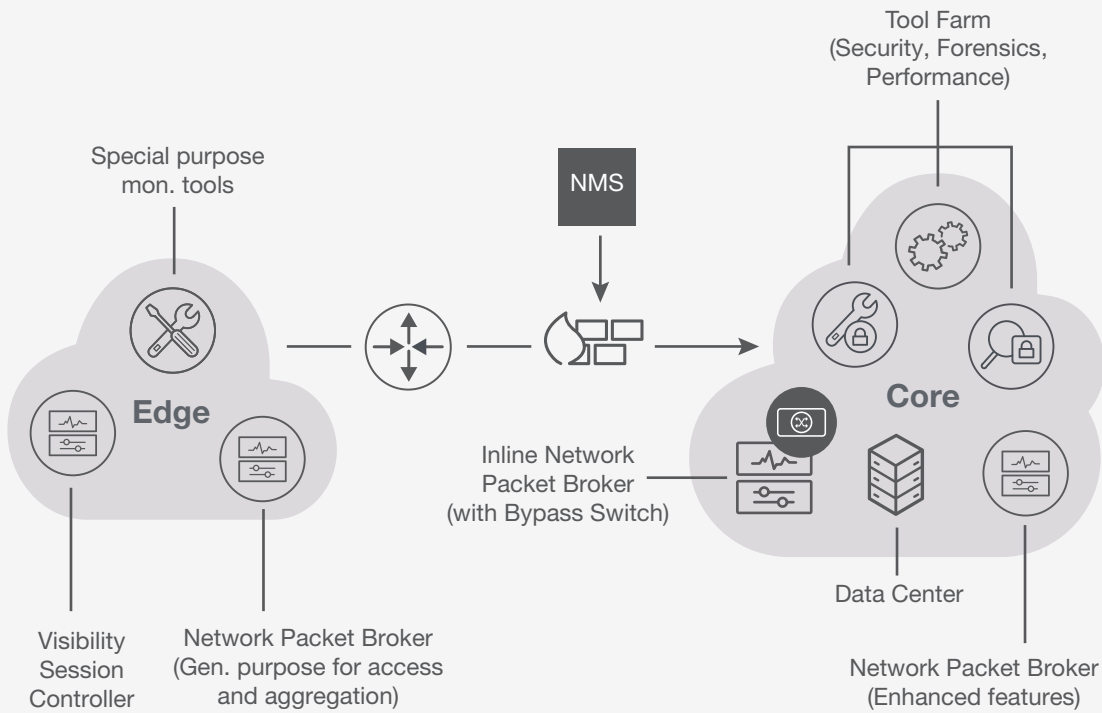 Tool Farm
(Security, Forensics,
Performance)
Special purpose
mon. tools
NMS
Edge
Core
Inline Network
Packet Broker
(with Bypass Switch)
Data Center
Visibility
Session
Controller
Network Packet Broker
(Gen. purpose for access
and aggregation)
Network Packet Broker
(Enhanced features)